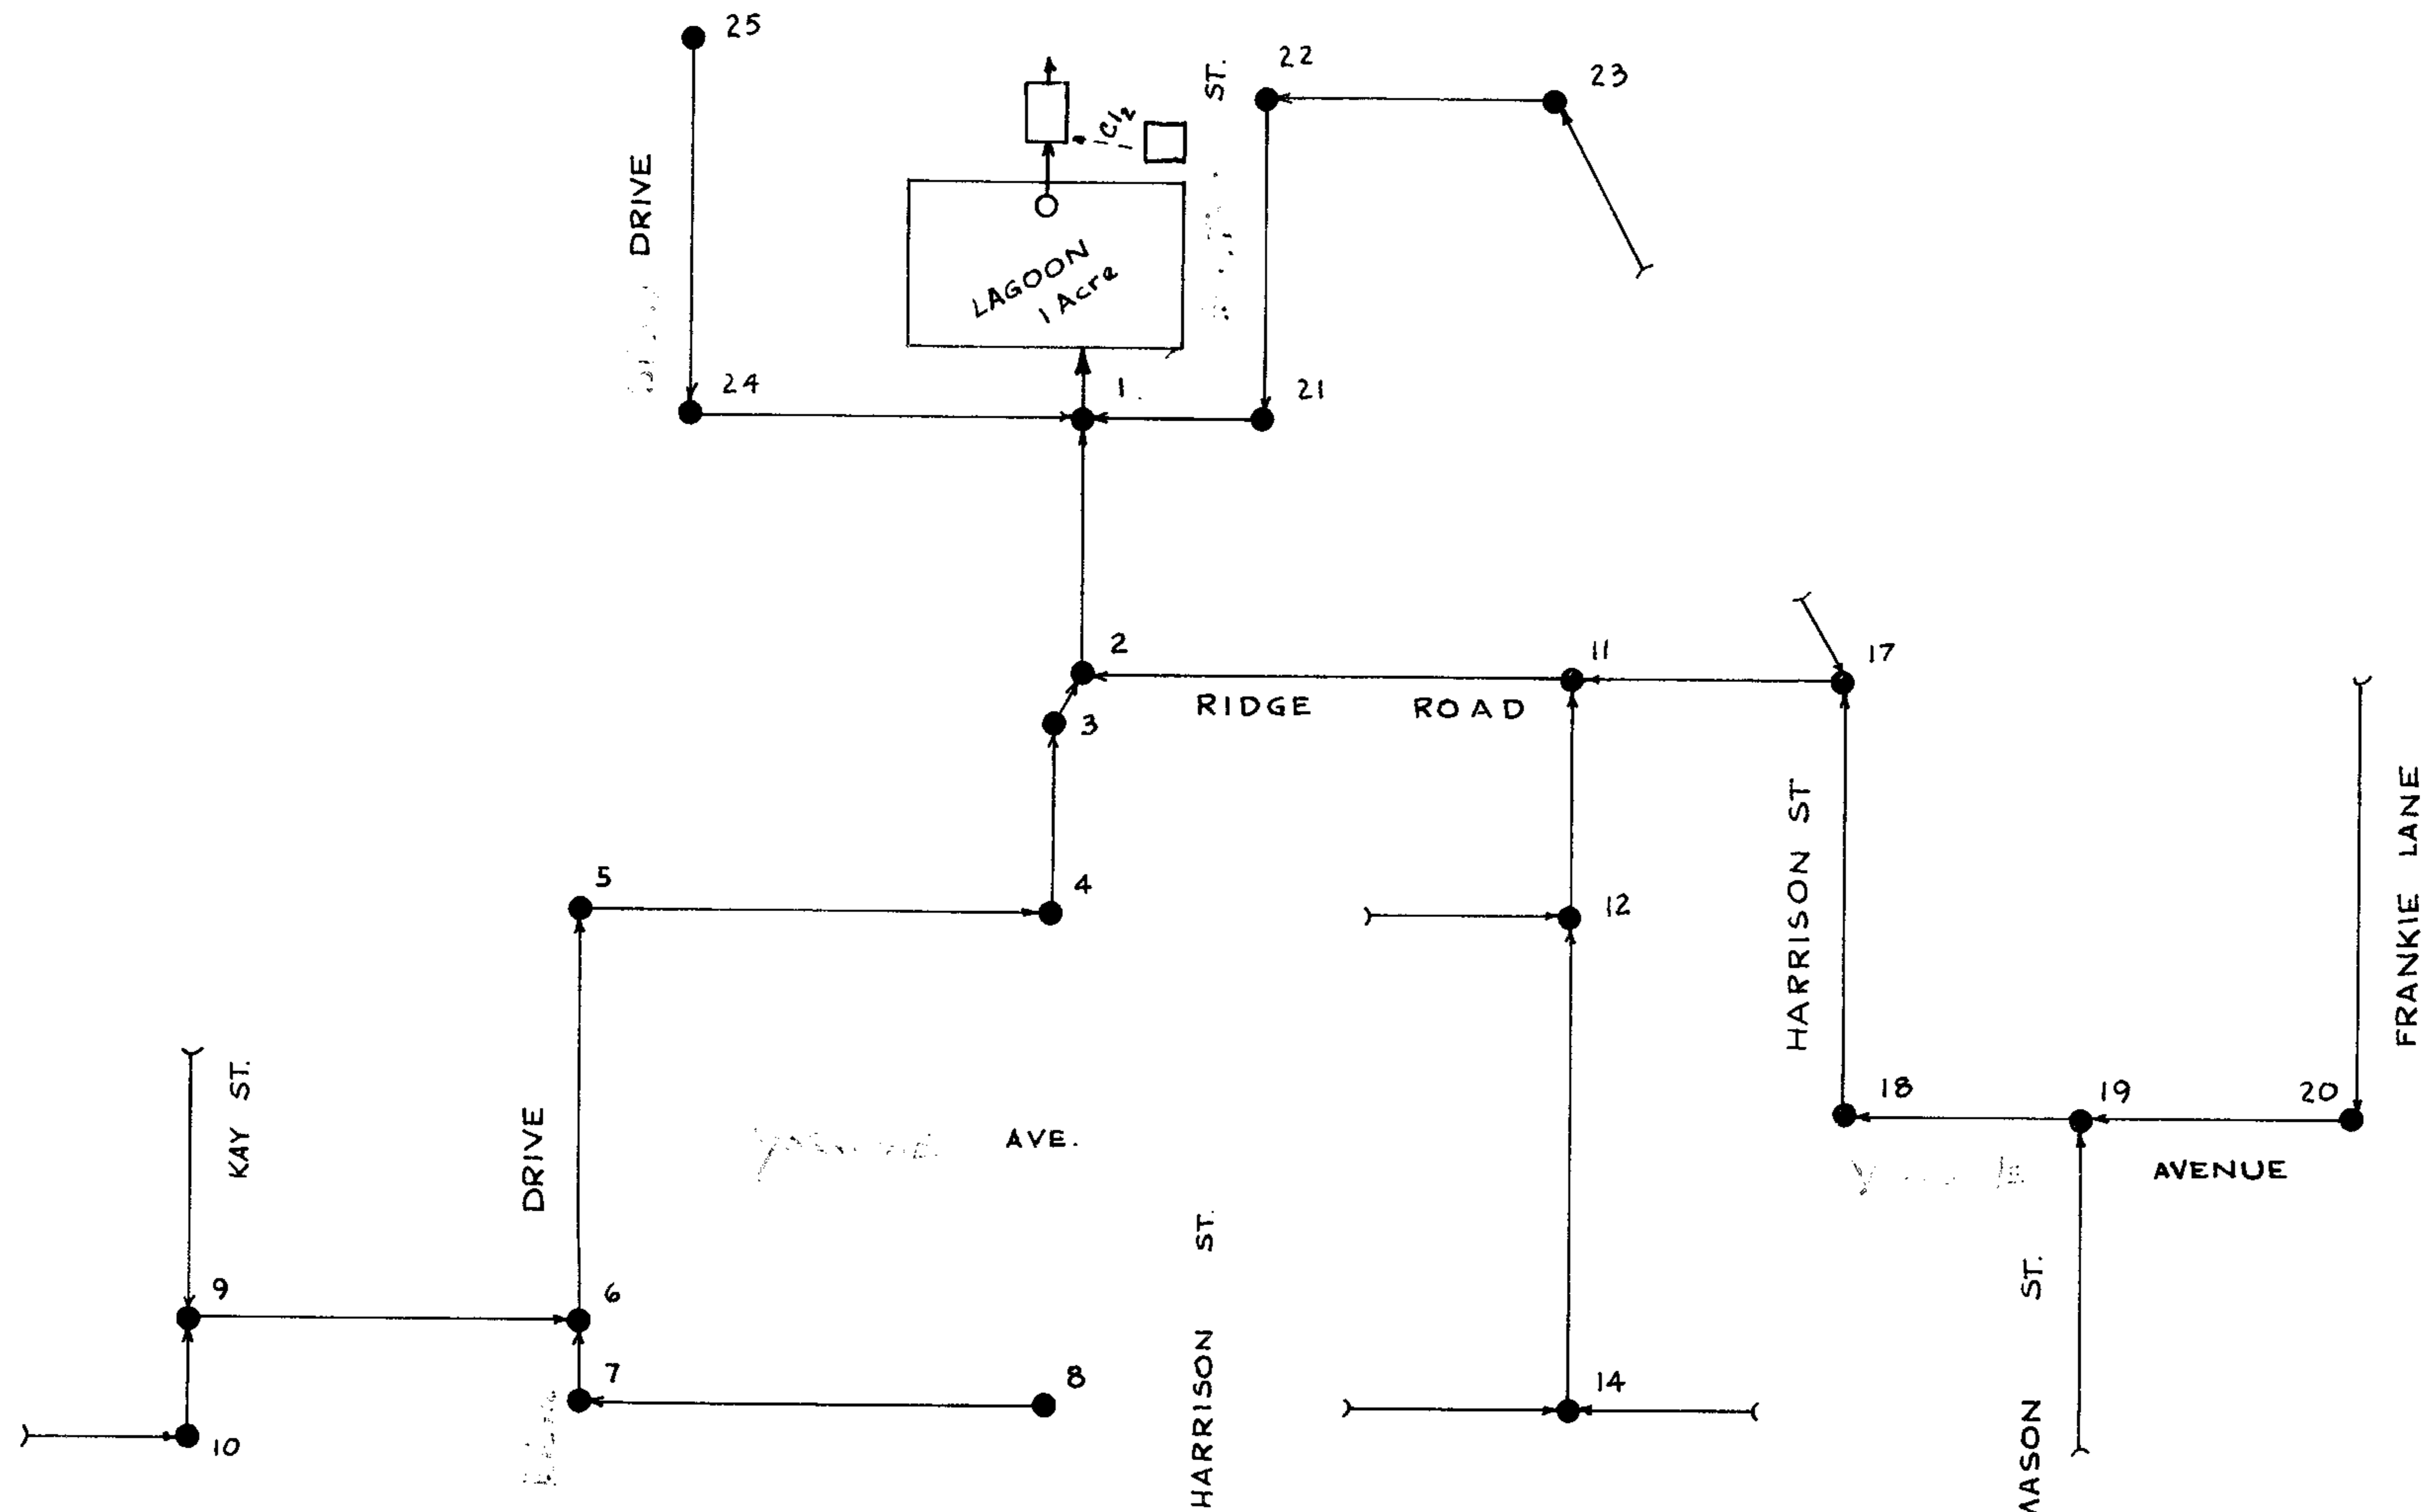 25
22
23
ST.
Cl2
DRIVE
LAGOON
1 Acre
24
1.
21
2
11
17
RIDGE ROAD
3
HARRISON ST
FRANKIE LANE
5
4
12
KAY ST.
DRIVE
AVE.
18
19
20
AVENUE
9
6
HARRISON ST.
MASON ST.
7
8
14
10